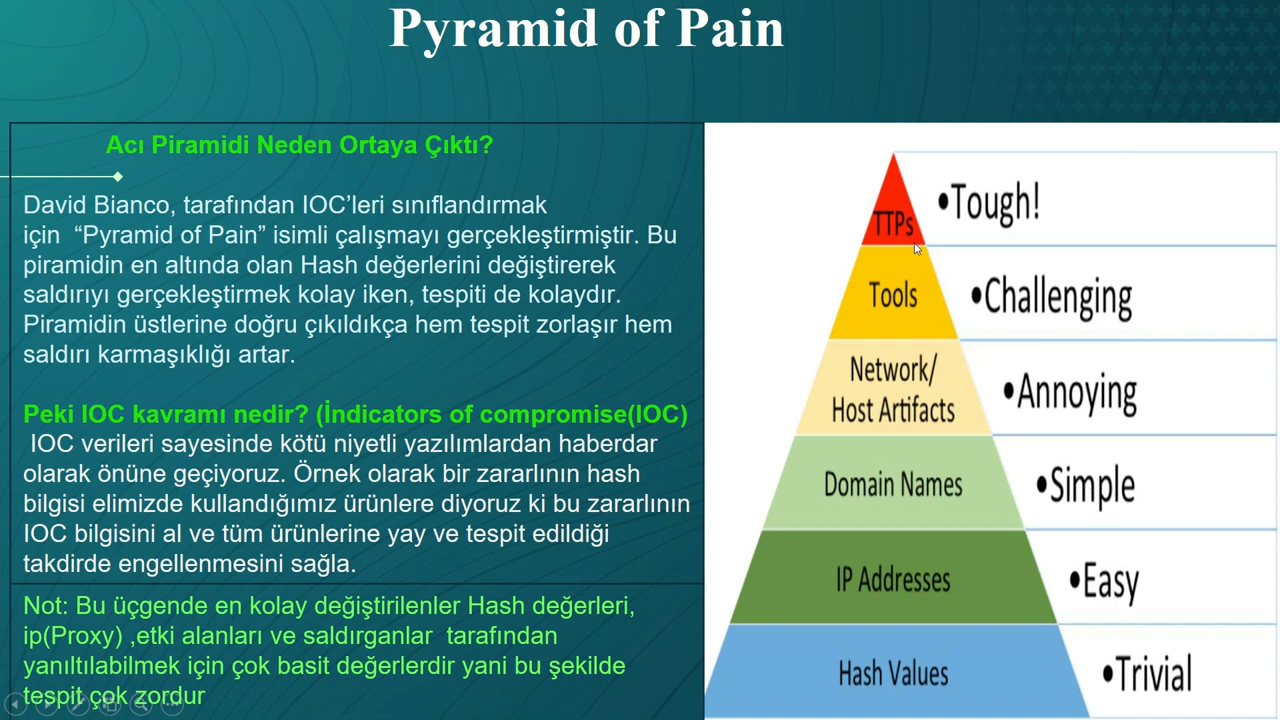 Pyramid of Pain
Acı Piramidi Neden Ortaya Çıktı?
David Bianco, tarafından IOC’leri sınıflandırmak
için “Pyramid of Pain” isimli çalışmayı gerçekleştirmiştir. Bu
piramidin en altında olan Hash değerlerini değiştirerek
saldırıyı gerçekleştirmek kolay iken, tespiti de kolaydır.
Piramidin üstlerine doğru çıkıldıkça hem tespit zorlaşır hem
saldırı karmaşıklığı artar.
Peki IOC kavramı nedir? (İndicators of compromise(IOC)
IOC verileri sayesinde kötü niyetli yazılımlardan haberdar
olarak önüne geçiyoruz. Örnek olarak bir zararlının hash
bilgisi elimizde kullandığımız ürünlere diyoruz ki bu zararlının
IOC bilgisini al ve tüm ürünlerine yay ve tespit edildiği
takdirde engellenmesini sağla.
Not: Bu üçgende en kolay değiştirilenler Hash değerleri,
ip(Proxy) ,etki alanları ve saldırganlar tarafından
yanıltılabilmek için çok basit değerlerdir yani bu şekilde
tespit çok zordur
TTPs
•Tough!
Tools
•Challenging
Network/
Host Artifacts
•Annoying
Domain Names
•Simple
IP Addresses
•Easy
Hash Values
•Trivial